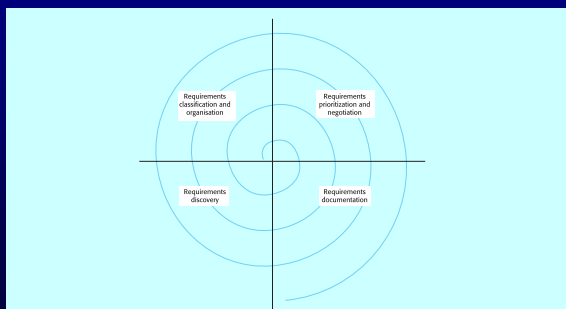 Requirements
classification and
organisation
Requirements
prioritization and
negotiation
Requirements
discovery
Requirements
documentation